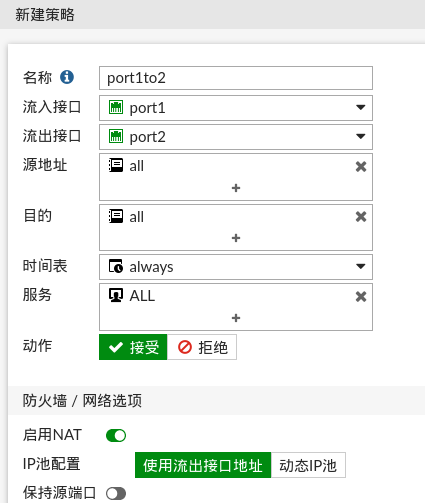 新建策略
名称 port1to2
流入接口 port1
流出接口 port2
源地址 all
+
目的 all
+
时间表 always
服务 ALL
+
动作 接受 拒绝
防火墙 / 网络选项
启用NAT
IP池配置 使用流出接口地址 动态IP池
保持源端口